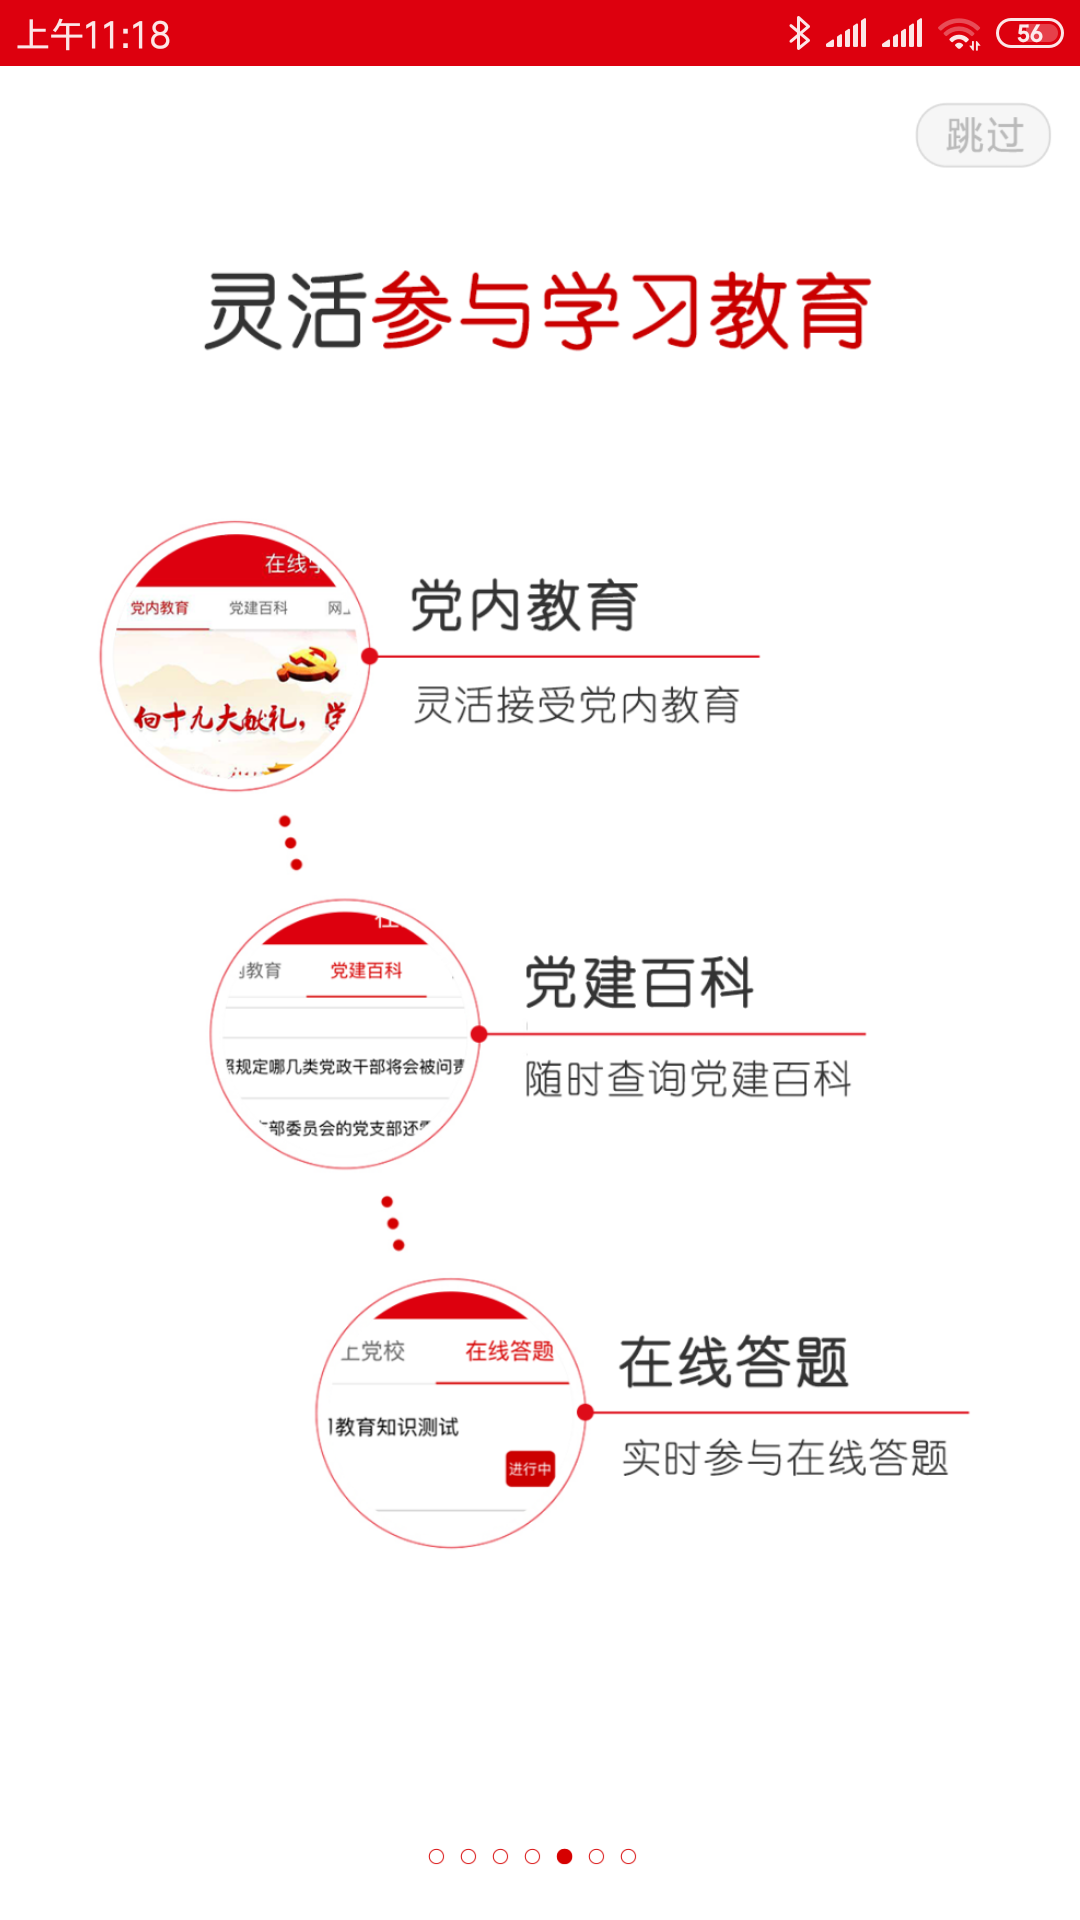 上午11:18
56
跳过
灵活参与学习教育
在线
党内教育 党建百科 网
向十九大献礼，学
党内教育
灵活接受党内教育
教育 党建百科
规定哪几类党政干部将会被问责
部委员会的党支部还需
党建百科
随时查询党建百科
上党校 在线答题
教育知识测试
进行中
在线答题
实时参与在线答题